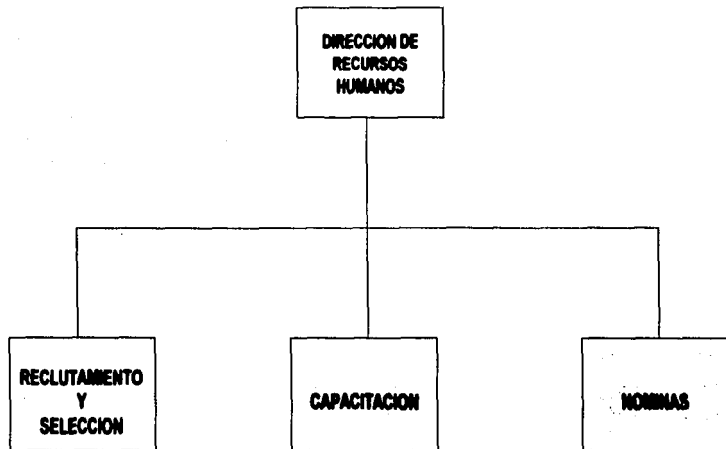 DIRECCION DE
RECURSOS
HUMANOS
RECLUTAMIENTO
Y
SELECCION
CAPACITACION
NOMINAS